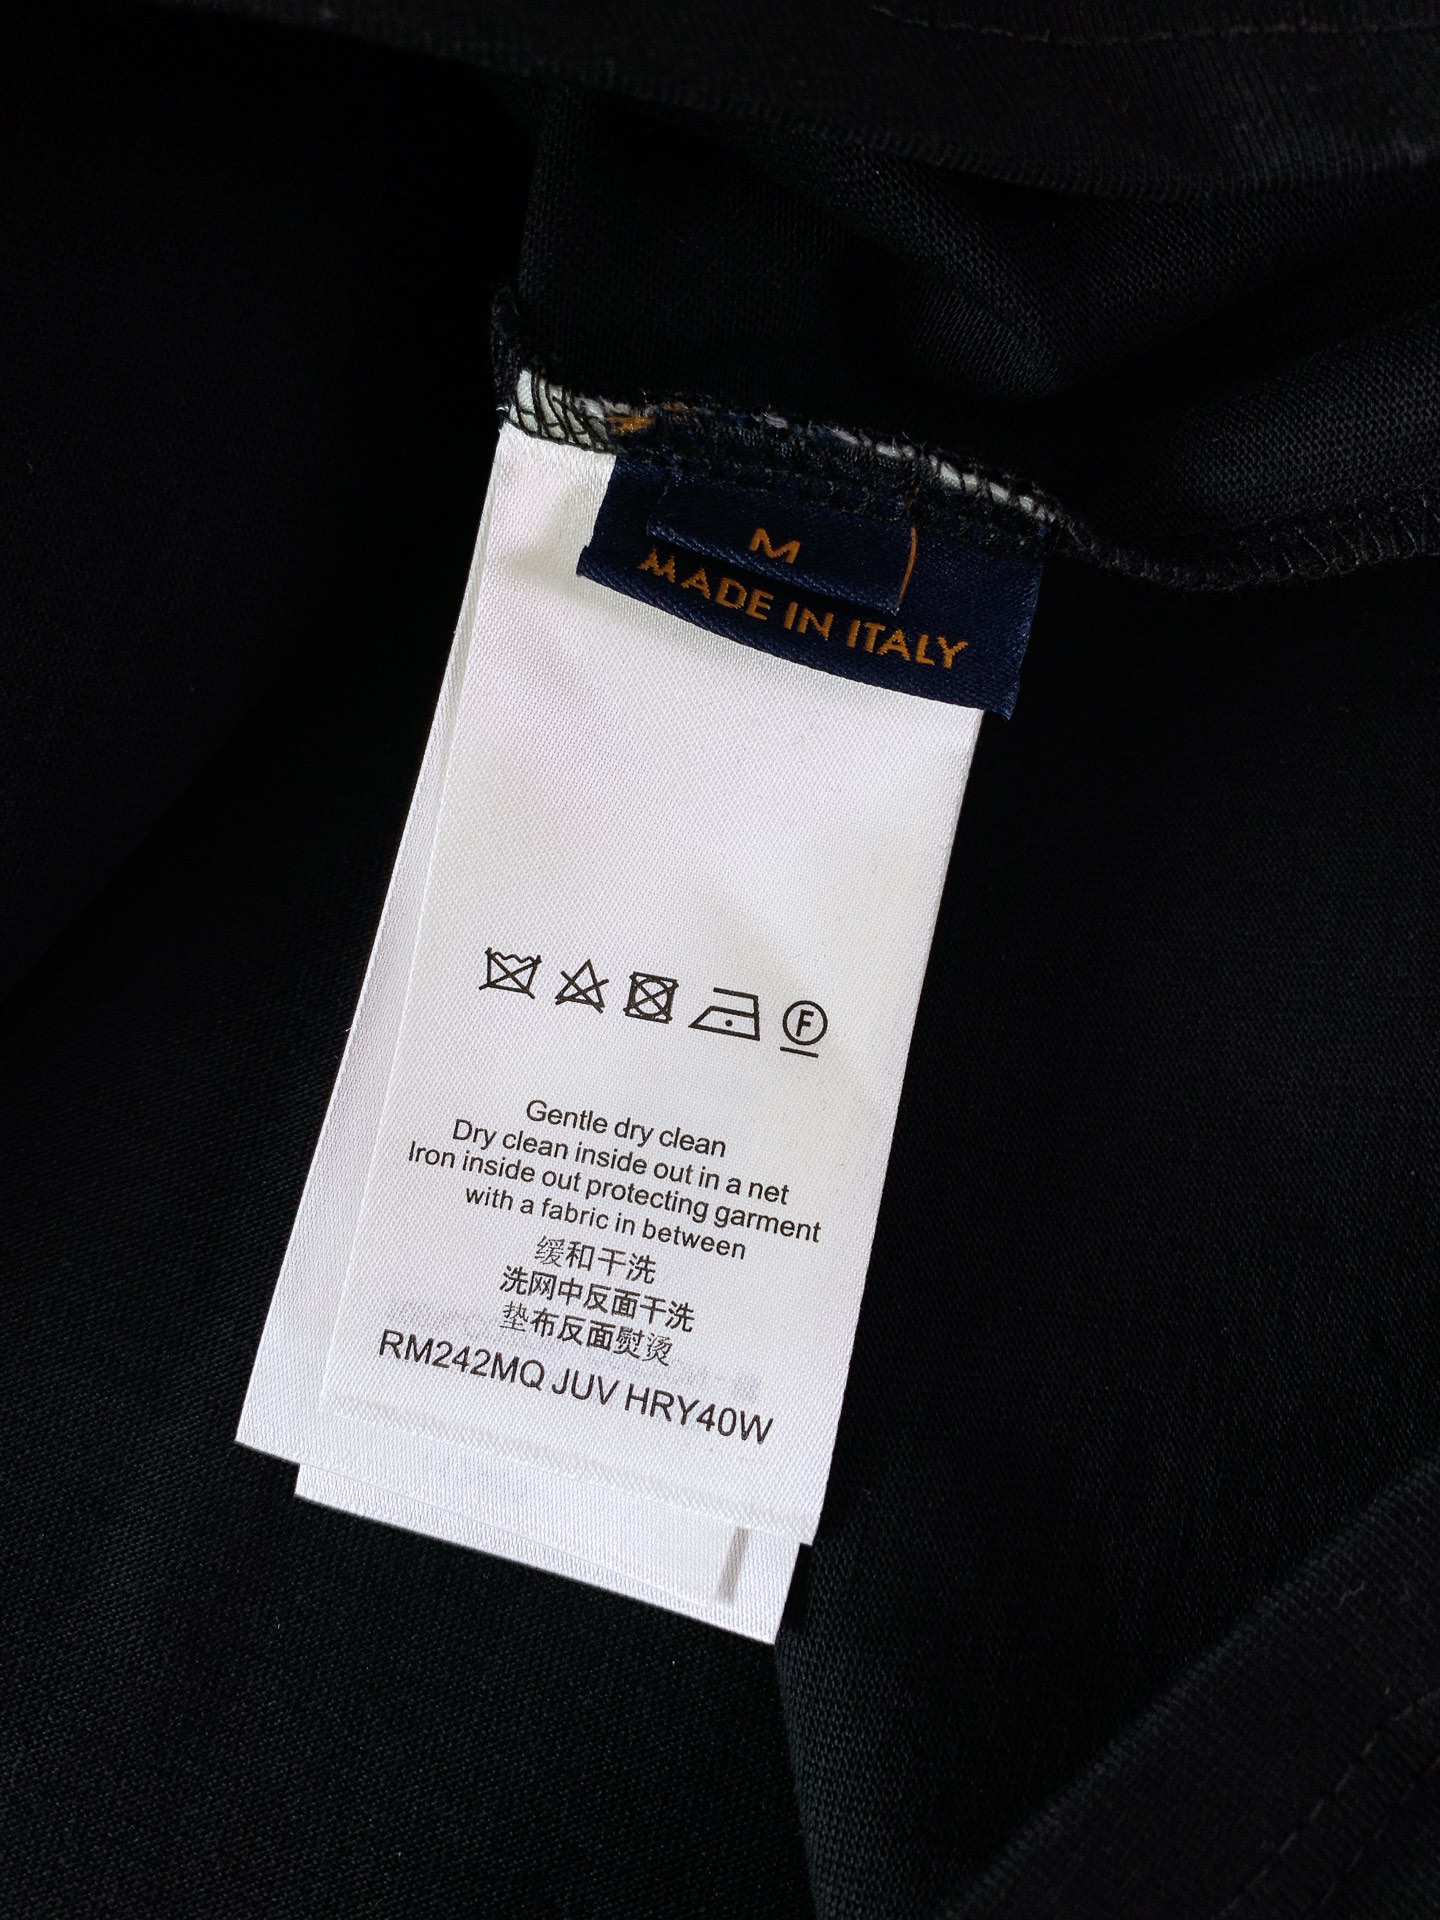 M
MADE IN ITALY
F
Gentle dry clean
Dry clean inside out in a net
Iron inside out protecting garment
with a fabric in between
缓和干洗
洗网中反面干洗
垫布反面熨烫
RM242MQ JUV HRY40W